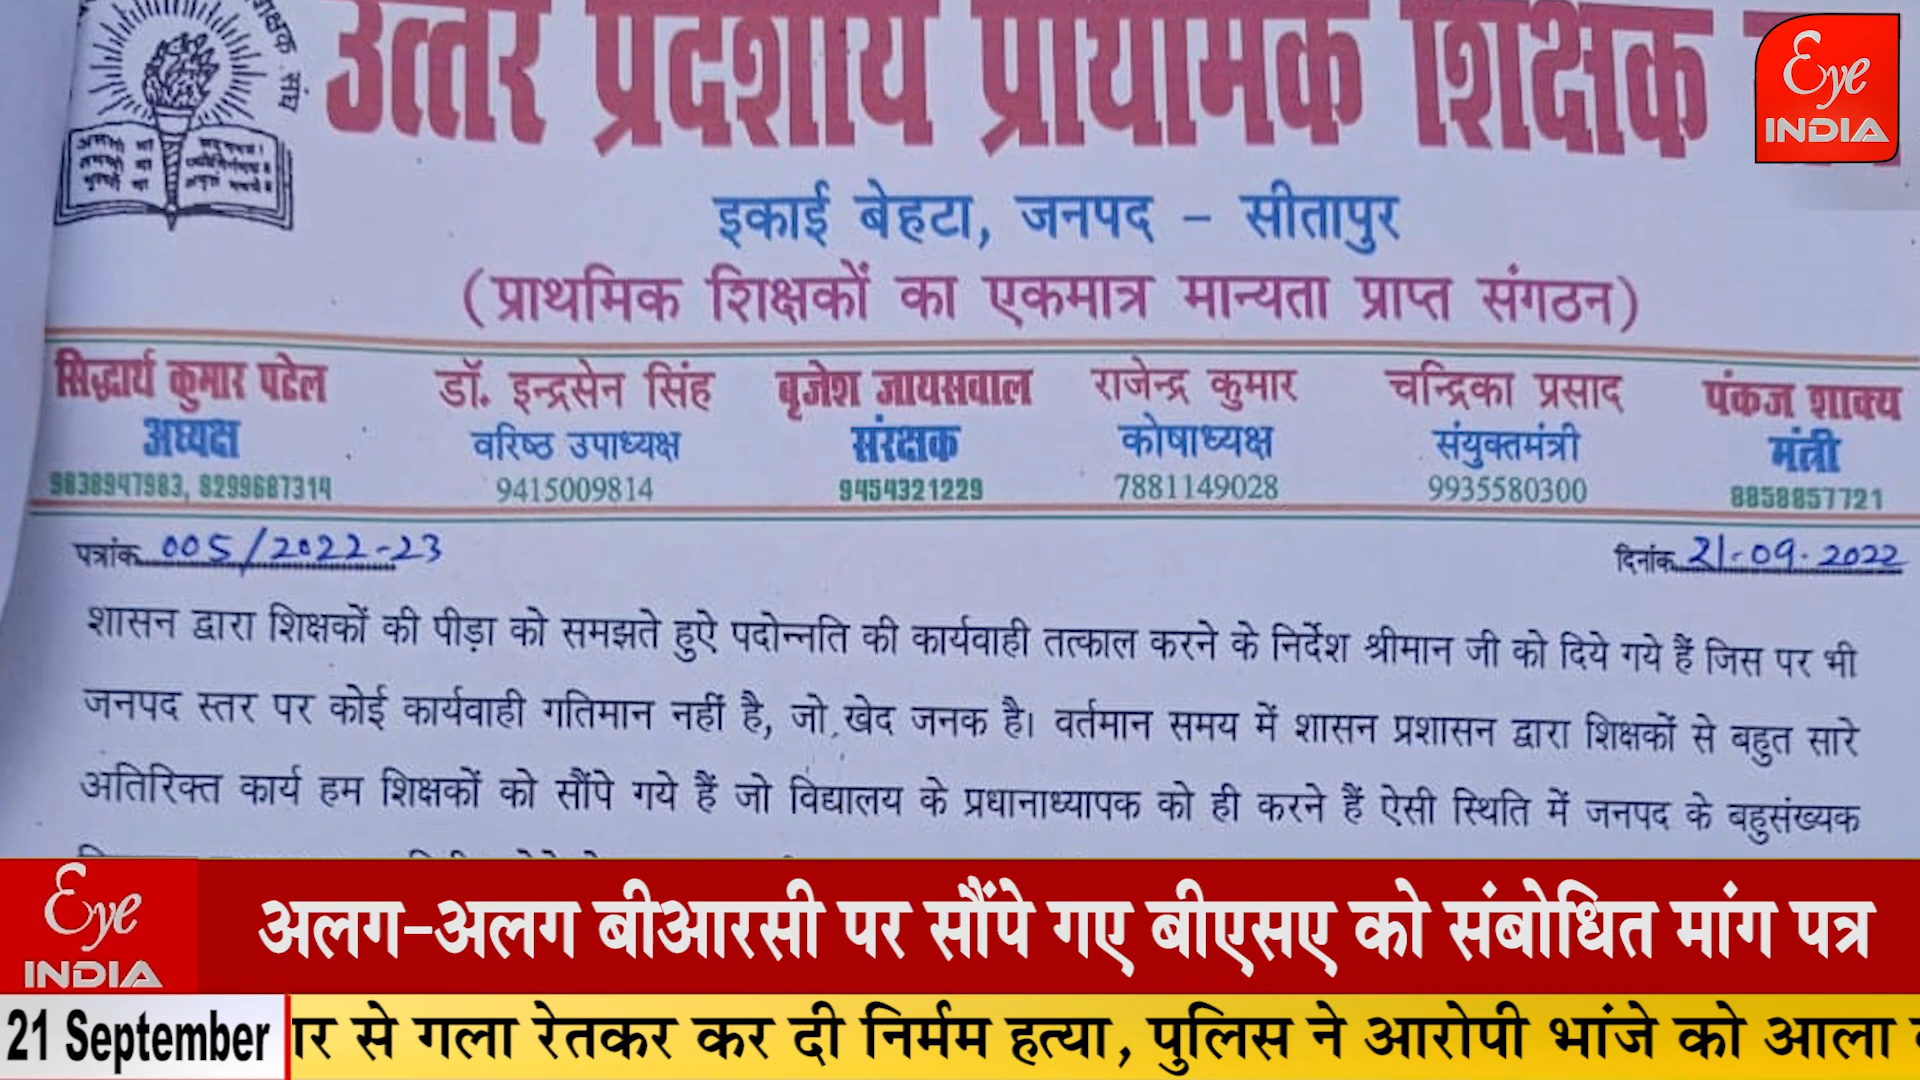 उत्तर प्रदेशीय प्राथमिक शिक्षक
Eye
INDIA
इकाई बेहटा, जनपद – सीतापुर
(प्राथमिक शिक्षकों का एकमात्र मान्यता प्राप्त संगठन)
सिद्धार्थ कुमार पटेल डॉ. इन्द्रसेन सिंह बृजेश जायसवाल राजेन्द्र कुमार चन्द्रिका प्रसाद पंकज शाक्य
अध्यक्ष वरिष्ठ उपाध्यक्ष संरक्षक कोषाध्यक्ष संयुक्तमंत्री मंत्री
9838947983, 8299687314 9415009814 9454321229 7881149028 9935580300 8858857721
पत्रांक 005/2022-23 दिनांक 21-09-2022
शासन द्वारा शिक्षकों की पीड़ा को समझते हुऐ पदोन्नति की कार्यवाही तत्काल करने के निर्देश श्रीमान जी को दिये गये हैं जिस पर भी
जनपद स्तर पर कोई कार्यवाही गतिमान नहीं है, जो खेद जनक है। वर्तमान समय में शासन प्रशासन द्वारा शिक्षकों से बहुत सारे
अतिरिक्त कार्य हम शिक्षकों को सौंपे गये हैं जो विद्यालय के प्रधानाध्यापक को ही करने हैं ऐसी स्थिति में जनपद के बहुसंख्यक
Eye
INDIA
अलग-अलग बीआरसी पर सौंपे गए बीएसए को संबोधित मांग पत्र
21 September
से गला रेतकर कर दी निर्मम हत्या, पुलिस ने आरोपी भांजे को आला